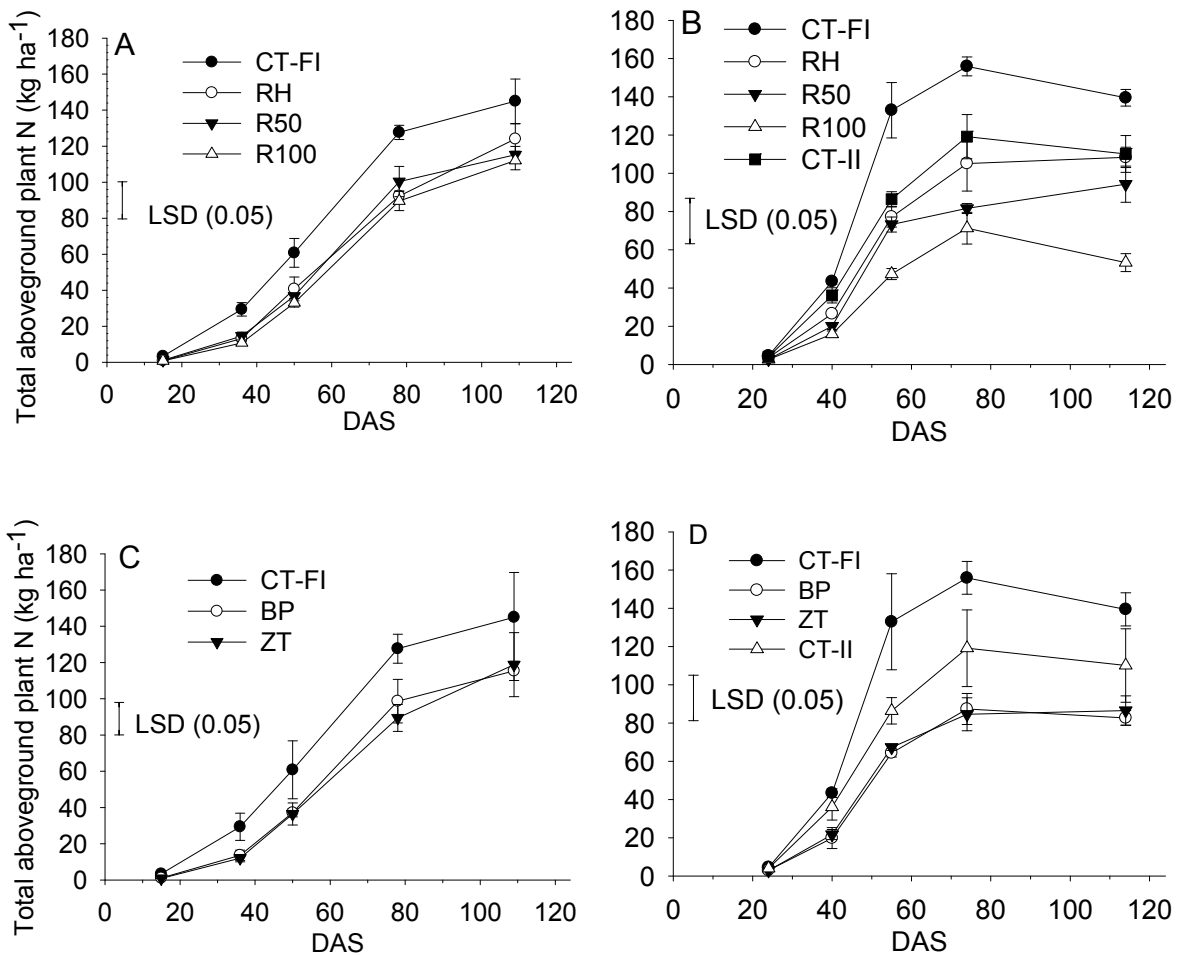 A
Total aboveground plant N (kg ha⁻¹)
180
160
140
120
100
80
60
40
20
0
CT-FI
RH
R50
R100
LSD (0.05)
0 20 40 60 80 100 120
DAS
B
180
160
140
120
100
80
60
40
20
0
CT-FI
RH
R50
R100
CT-II
LSD (0.05)
0 20 40 60 80 100 120
DAS
C
Total aboveground plant N (kg ha⁻¹)
180
160
140
120
100
80
60
40
20
0
CT-FI
BP
ZT
LSD (0.05)
0 20 40 60 80 100 120
DAS
D
180
160
140
120
100
80
60
40
20
0
CT-FI
BP
ZT
CT-II
LSD (0.05)
0 20 40 60 80 100 120
DAS